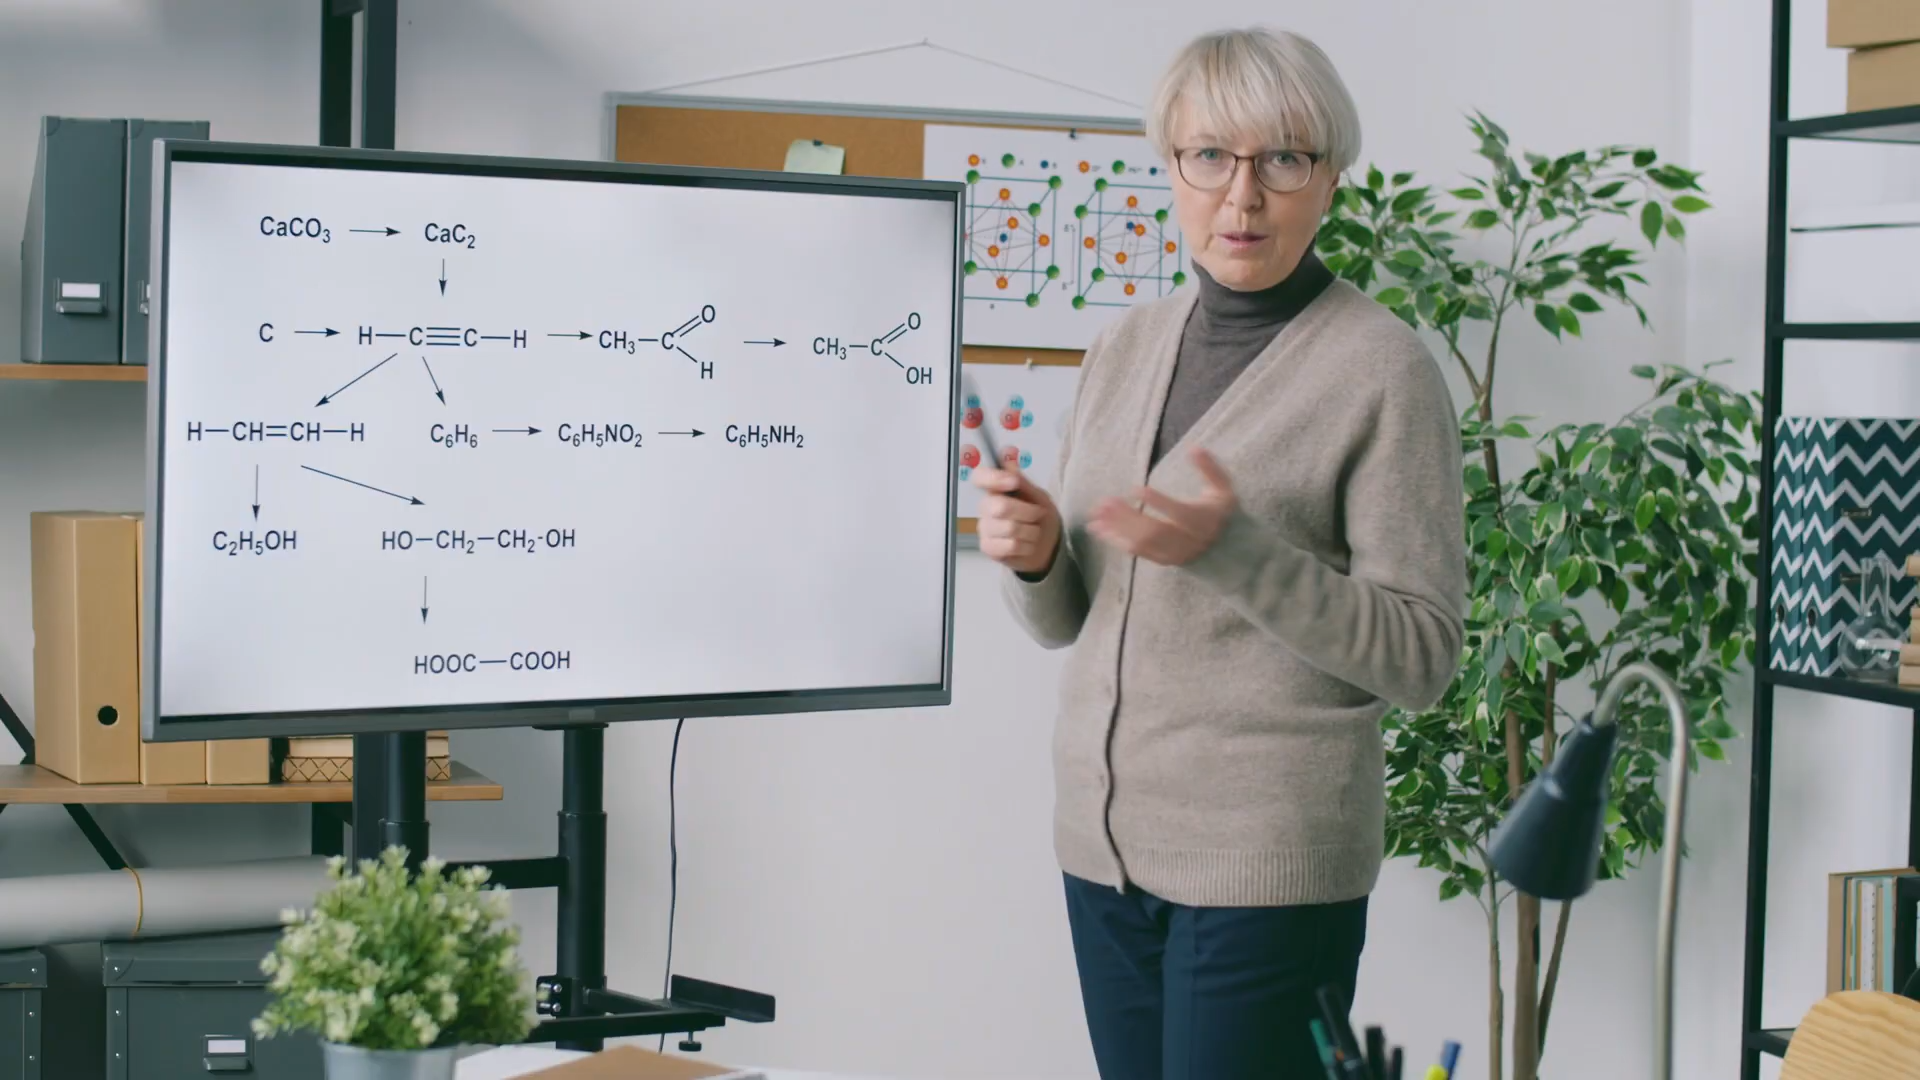 CaCO₃ → CaC₂
C → H—C≡C—H → CH₃—C O H → CH₃—C O OH
H—CH=CH—H C₆H₆ → C₆H₅NO₂ → C₆H₅NH₂
C₂H₅OH HO—CH₂—CH₂-OH
HOOC—COOH